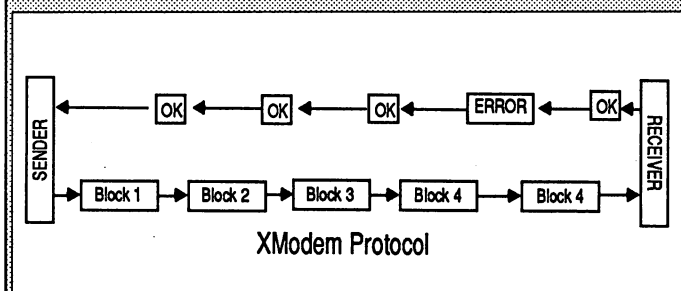 SENDER
OK OK OK ERROR OK
RECEIVER
Block 1 Block 2 Block 3 Block 4 Block 4
XModem Protocol